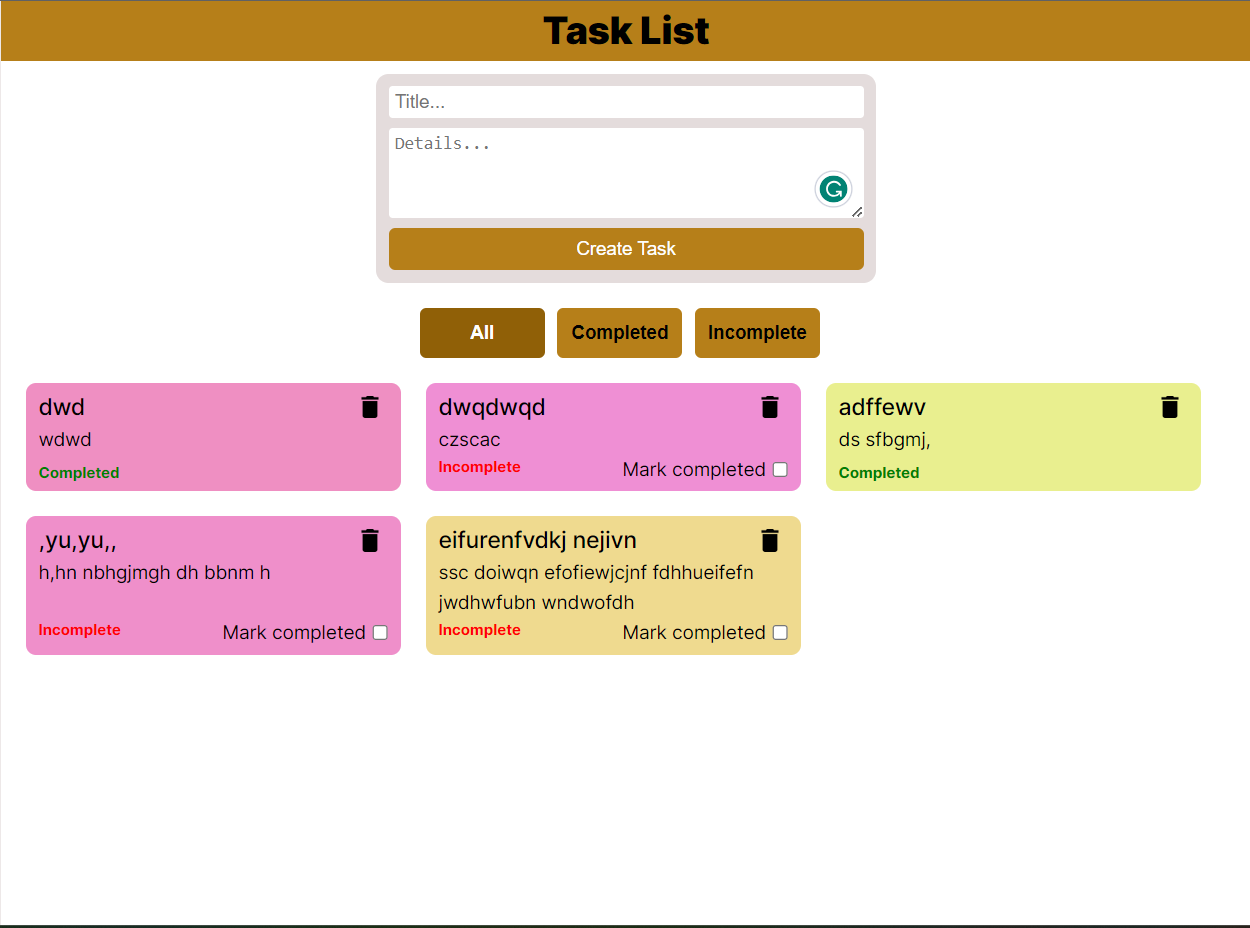 Task List
Title...
Details...
Create Task
All
Completed
Incomplete
dwd
wdwd
Completed
dwqdwqd
czscac
Incomplete
Mark completed
adffewv
ds sfbgmj,
Completed
,yu,yu,,
h,hn nbhgjmgh dh bbnm h
Incomplete
Mark completed
eifurenfvdkj nejivn
ssc doiwqn efofiewjcjnf fdhhueifefn
jwdhwfubn wndwofdh
Incomplete
Mark completed